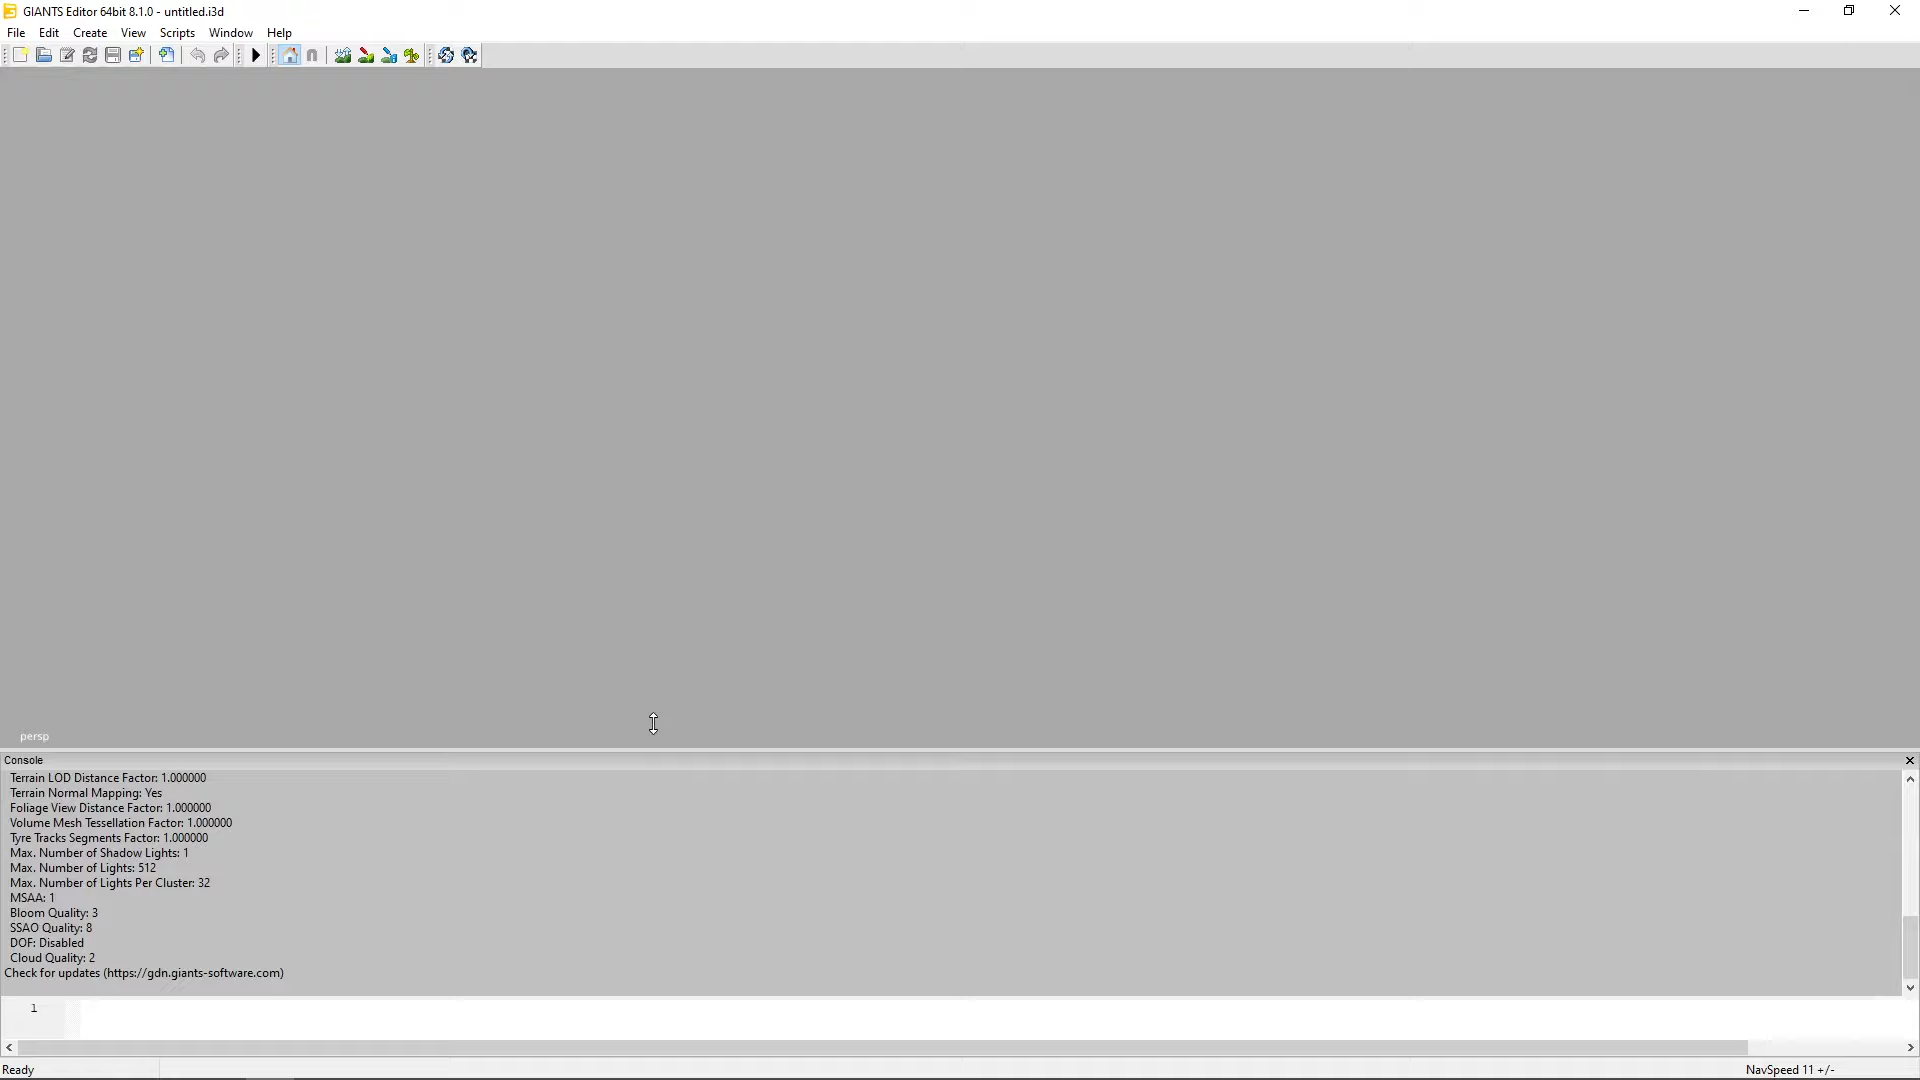 GIANTS Editor 64bit 8.1.0 - untitled.i3d
File Edit Create View Scripts Window Help
persp
Console
Terrain LOD Distance Factor: 1.000000
Terrain Normal Mapping: Yes
Foliage View Distance Factor: 1.000000
Volume Mesh Tessellation Factor: 1.000000
Tyre Tracks Segments Factor: 1.000000
Max. Number of Shadow Lights: 1
Max. Number of Lights: 512
Max. Number of Lights Per Cluster: 32
MSAA: 1
Bloom Quality: 3
SSAO Quality: 8
DOF: Disabled
Cloud Quality: 2
Check for updates (https://gdn.giants-software.com)
1
Ready NavSpeed 11 +/-